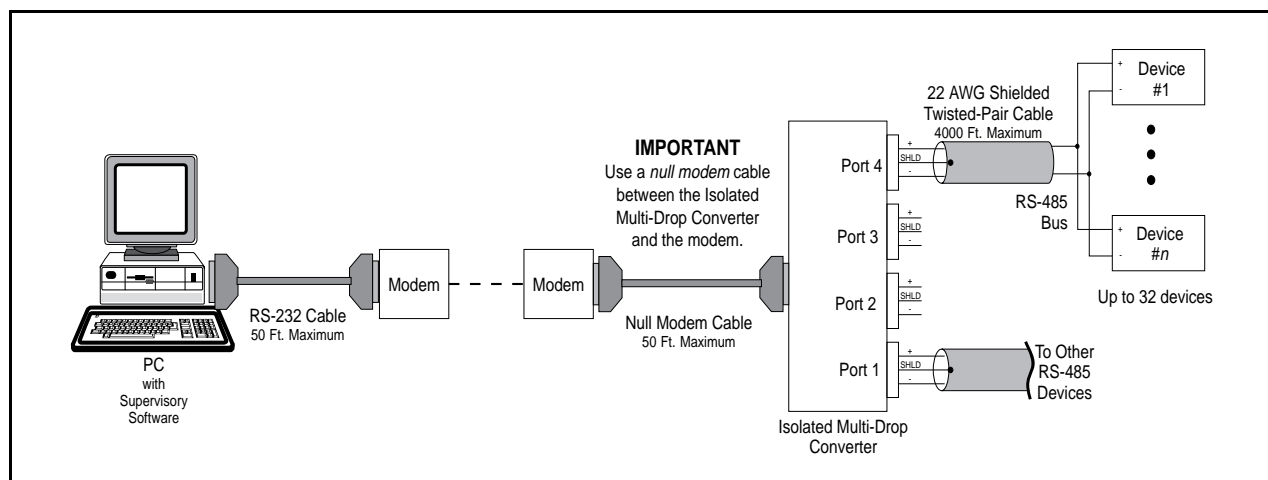 PC
with
Supervisory
Software
RS-232 Cable
50 Ft. Maximum
Modem
Modem
IMPORTANT
Use a null modem cable
between the Isolated
Multi-Drop Converter
and the modem.
Null Modem Cable
50 Ft. Maximum
Port 4
+
SHLD
-
Port 3
+
SHLD
-
Port 2
+
SHLD
-
Port 1
+
SHLD
-
Isolated Multi-Drop
Converter
22 AWG Shielded
Twisted-Pair Cable
4000 Ft. Maximum
RS-485
Bus
+
-
Device
#1
+
-
Device
#n
Up to 32 devices
To Other
RS-485
Devices